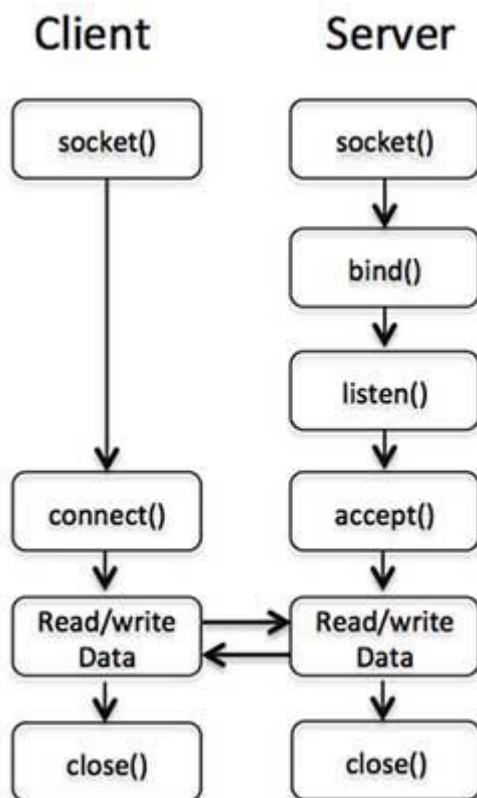 Client
Server
socket()
socket()
bind()
listen()
connect()
accept()
Read/write
Data
Read/write
Data
close()
close()